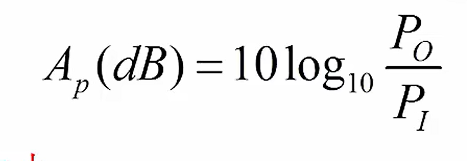 A_p(dB) = 10 log_10 P_O / P_I